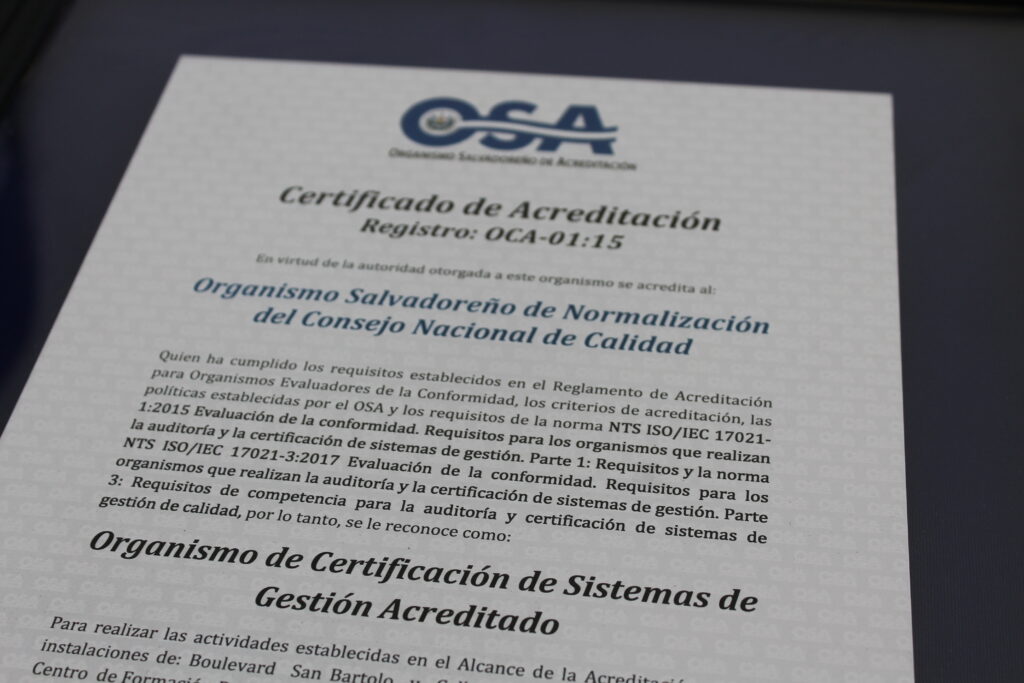 OSA
ORGANISMO SALVADOREÑO DE ACREDITACIÓN
Certificado de Acreditación
Registro: OCA-01:15
En virtud de la autoridad otorgada a este organismo se acredita al:
Organismo Salvadoreño de Normalización
del Consejo Nacional de Calidad
Quien ha cumplido los requisitos establecidos en el Reglamento de Acreditación
para Organismos Evaluadores de la Conformidad, los criterios de acreditación, las
políticas establecidas por el OSA y los requisitos de la norma NTS ISO/IEC 17021-
1:2015 Evaluación de la conformidad. Requisitos para los organismos que realizan
la auditoría y la certificación de sistemas de gestión. Parte 1: Requisitos y la norma
NTS ISO/IEC 17021-3:2017 Evaluación de la conformidad. Requisitos para los
organismos que realizan la auditoría y la certificación de sistemas de gestión. Parte
3: Requisitos de competencia para la auditoría y certificación de sistemas de
gestión de calidad, por lo tanto, se le reconoce como:
Organismo de Certificación de Sistemas de
Gestión Acreditado
Para realizar las actividades establecidas en el Alcance de la
instalaciones de: Boulevard San Bartolo
Centro de